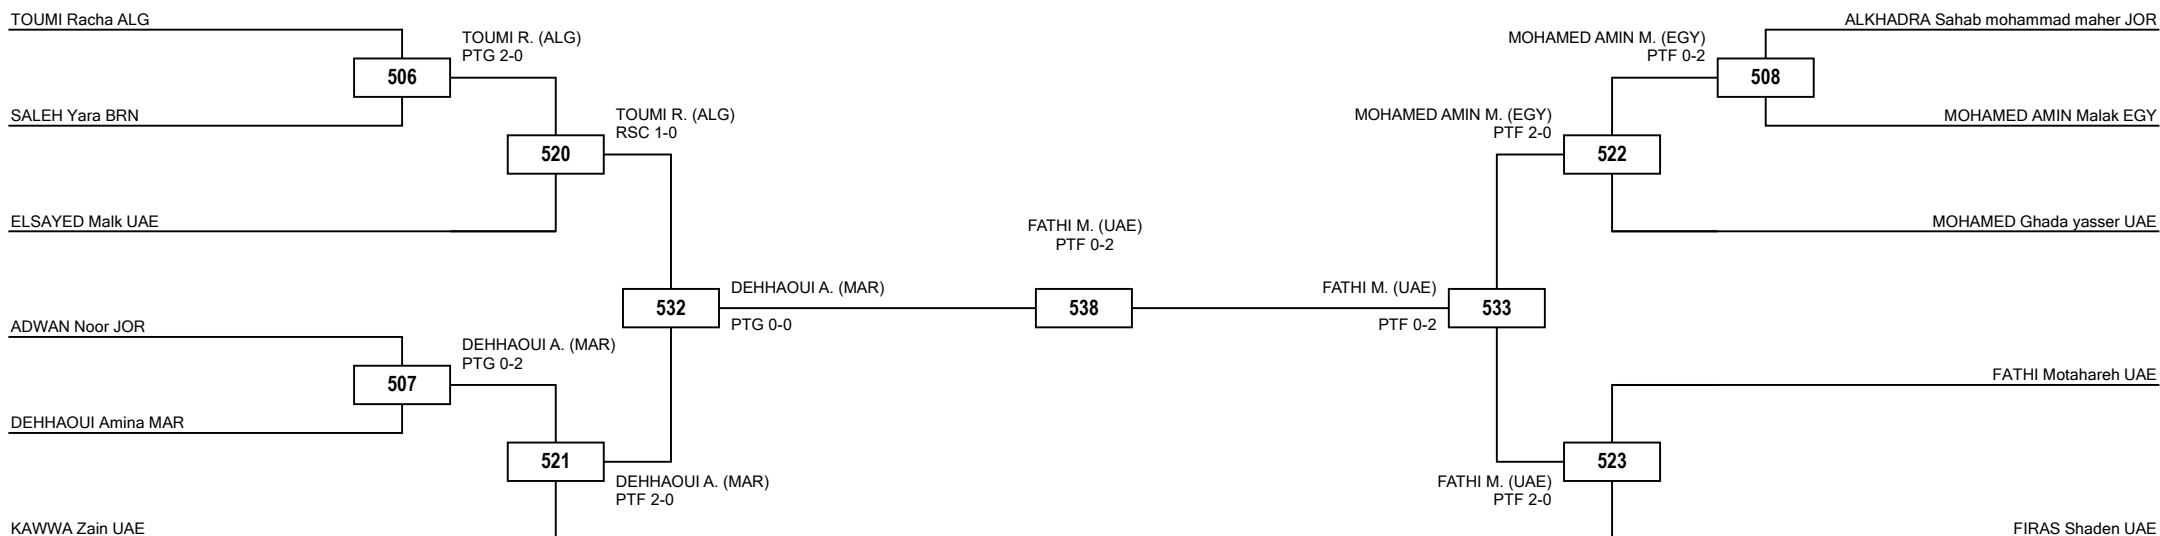 TOUMI Racha ALG
ALKHADRA Sahab mohammad maher JOR
TOUMI R. (ALG)
PTG 2-0
MOHAMED AMIN M. (EGY)
PTF 0-2
506
508
SALEH Yara BRN
TOUMI R. (ALG)
RSC 1-0
MOHAMED AMIN M. (EGY)
PTF 2-0
MOHAMED AMIN Malak EGY
520
522
ELSAYED Malk UAE
FATHI M. (UAE)
PTF 0-2
MOHAMED Ghada yasser UAE
532
DEHHAOUI A. (MAR)
PTG 0-0
538
FATHI M. (UAE)
PTF 0-2
533
ADWAN Noor JOR
DEHHAOUI A. (MAR)
PTG 0-2
507
FATHI Motahareh UAE
DEHHAOUI Amina MAR
521
523
DEHHAOUI A. (MAR)
PTF 2-0
FATHI M. (UAE)
PTF 2-0
KAWWA Zain UAE
FIRAS Shaden UAE